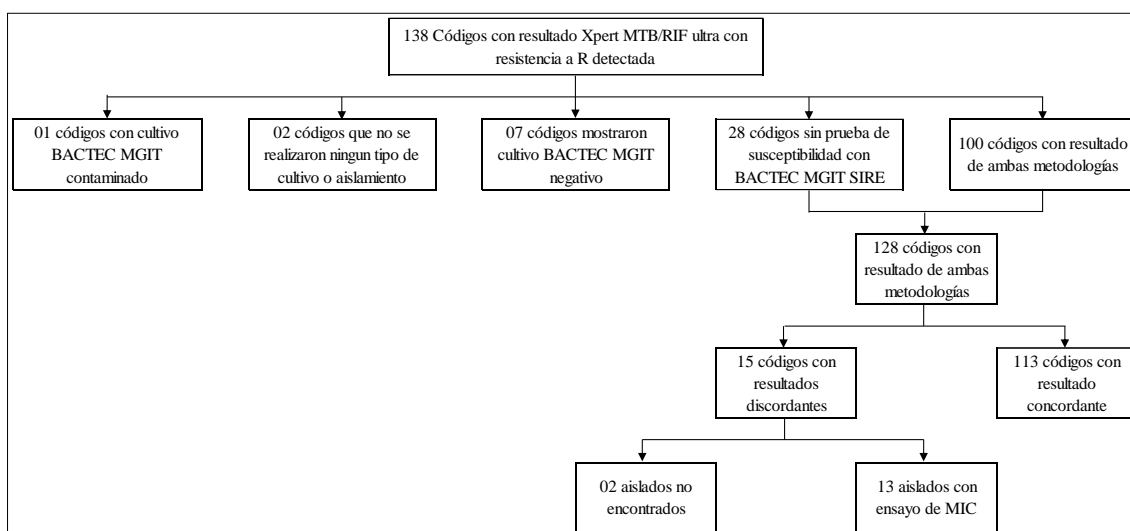 138 Códigos con resultado Xpert MTB/RIF ultra con
resistencia a R detectada
01 códigos con cultivo
BACTEC MGIT
contaminado
02 códigos que no se
realizaron ningun tipo de
cultivo o aislamiento
07 códigos mostraron
cultivo BACTEC MGIT
negativo
28 códigos sin prueba de
susceptibilidad con
BACTEC MGIT SIRE
100 códigos con resultado
de ambas metodologías
128 códigos con
resultado de ambas
metodologías
15 códigos con
resultados
discordantes
113 códigos con
resultado
concordante
02 aislados no
encontrados
13 aislados con
ensayo de MIC